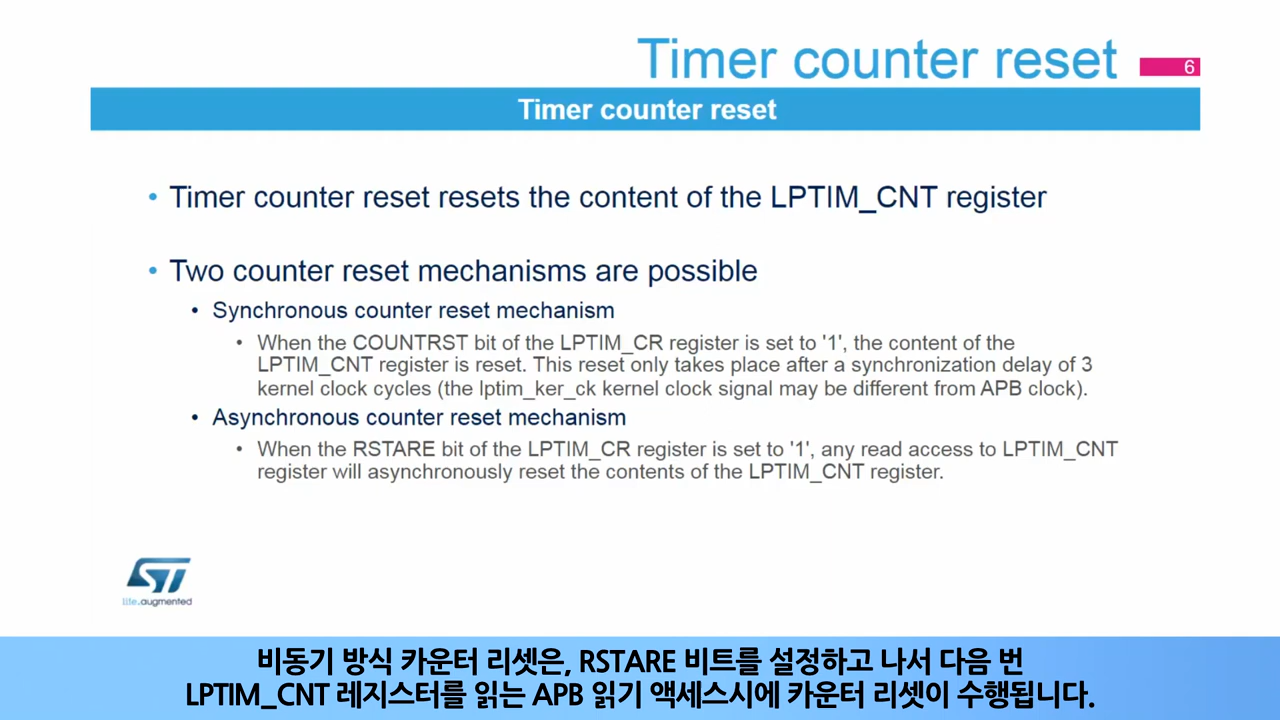 Timer counter reset
6
Timer counter reset
• Timer counter reset resets the content of the LPTIM_CNT register
• Two counter reset mechanisms are possible
• Synchronous counter reset mechanism
• When the COUNTRST bit of the LPTIM_CR register is set to '1', the content of the
LPTIM_CNT register is reset. This reset only takes place after a synchronization delay of 3
kernel clock cycles (the lptim_ker_ck kernel clock signal may be different from APB clock).
• Asynchronous counter reset mechanism
• When the RSTARE bit of the LPTIM_CR register is set to '1', any read access to LPTIM_CNT
register will asynchronously reset the contents of the LPTIM_CNT register.
ST
life.augmented
비동기 방식 카운터 리셋은, RSTARE 비트를 설정하고 나서 다음 번
LPTIM_CNT 레지스터를 읽는 APB 읽기 액세스시에 카운터 리셋이 수행됩니다.